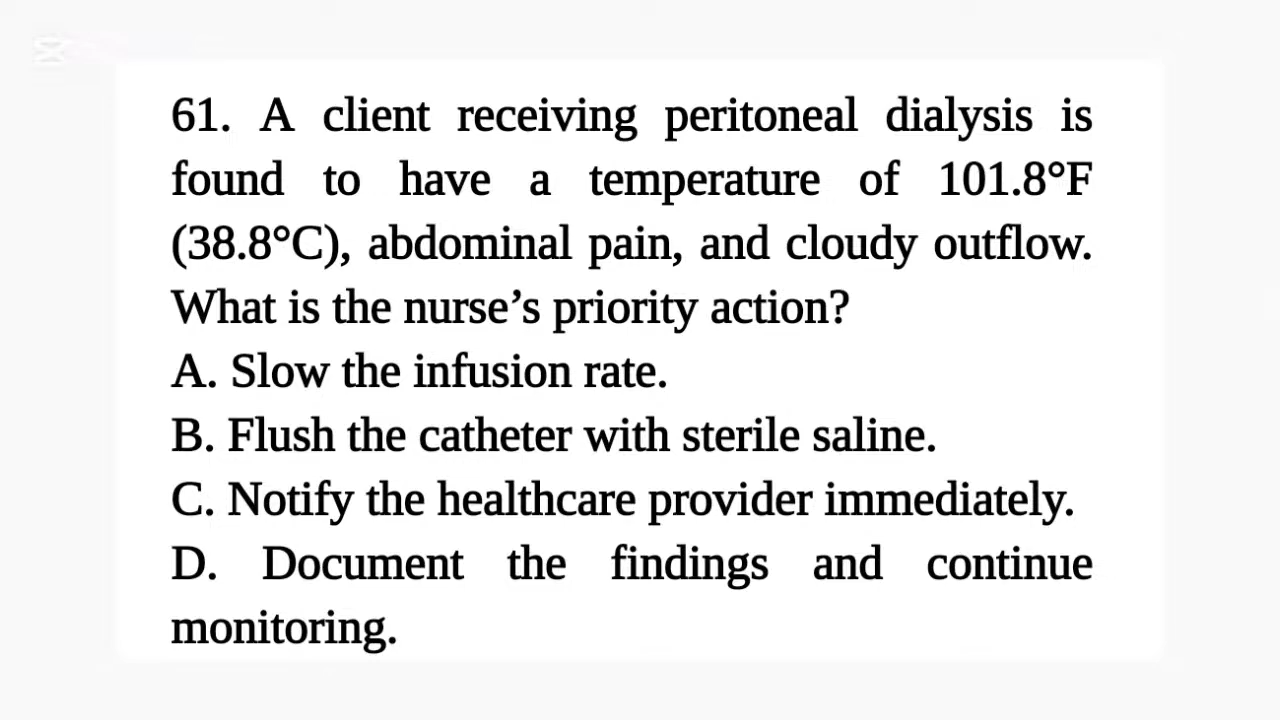 61. A client receiving peritoneal dialysis is
found to have a temperature of 101.8°F
(38.8°C), abdominal pain, and cloudy outflow.
What is the nurse’s priority action?
A. Slow the infusion rate.
B. Flush the catheter with sterile saline.
C. Notify the healthcare provider immediately.
D. Document the findings and continue
monitoring.